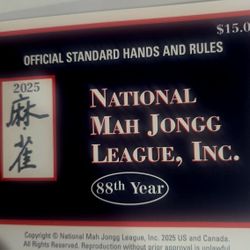 $15.0
OFFICIAL STANDARD HANDS AND RULES
2025
麻
雀
NATIONAL
MAH JONGG
LEAGUE, INC.
88th Year
Copyright © National Mah Jongg League, Inc. 2025 US and Canada.
All Rights Reserved. Reproduction without prior approval is unlawful.